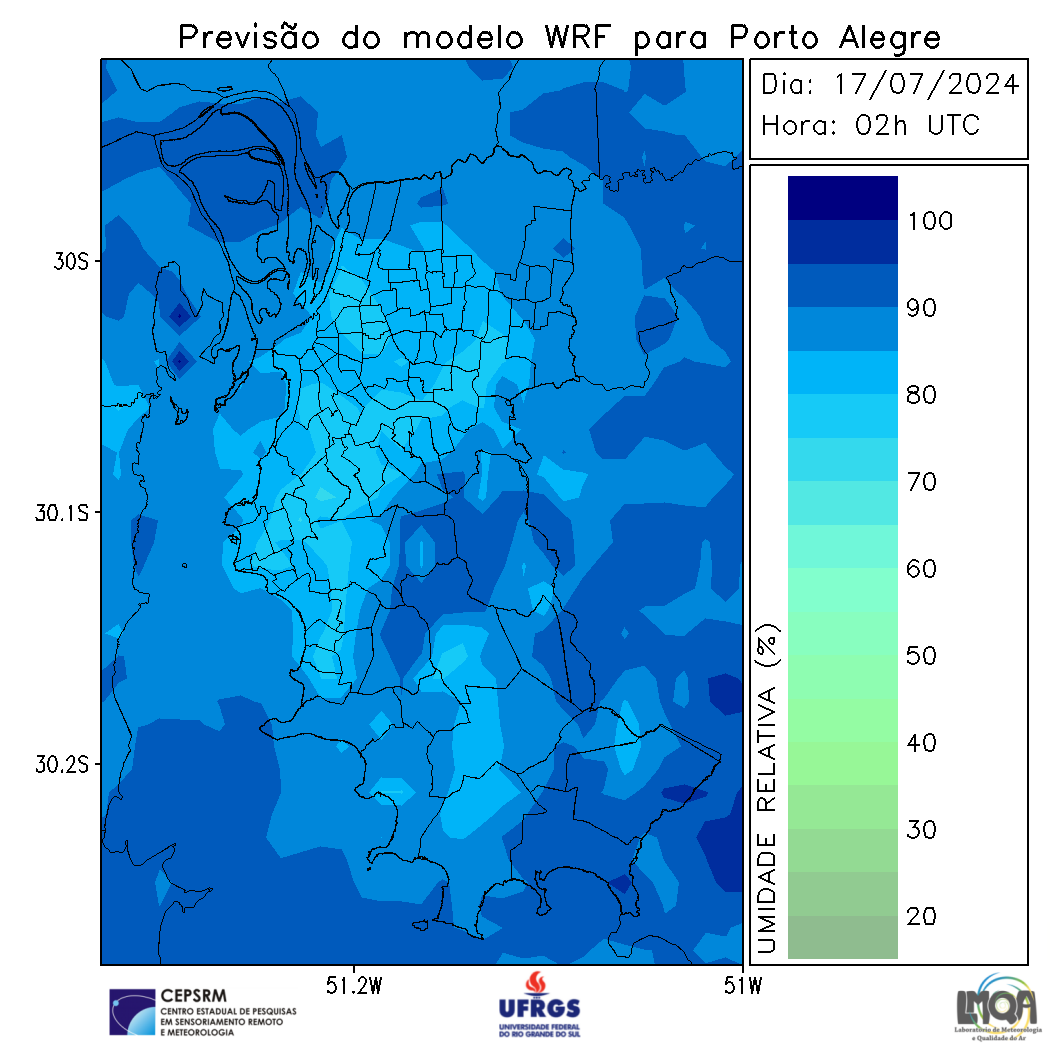 Previsão do modelo WRF para Porto Alegre
Dia: 17/07/2024
Hora: 02h UTC
30S
30.1S
30.2S
51.2W
51W
UMIDADE RELATIVA (%)
100
90
80
70
60
50
40
30
20
CEPSRM
CENTRO ESTADUAL DE PESQUISAS
EM SENSORIAMENTO REMOTO
E METEOROLOGIA
UFRGS
UNIVERSIDADE FEDERAL
DO RIO GRANDE DO SUL
LMQA
Laboratório de Meteorologia
e Qualidade do Ar